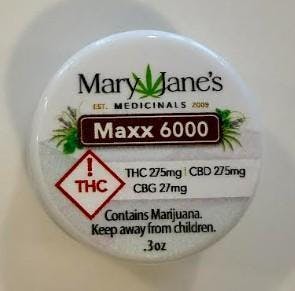 Mary Jane's
EST. MEDICINALS 2009
Maxx 6000
!
THC
THC 275mg | CBD 275mg
CBG 27mg
Contains Marijuana.
Keep away from children.
.3oz